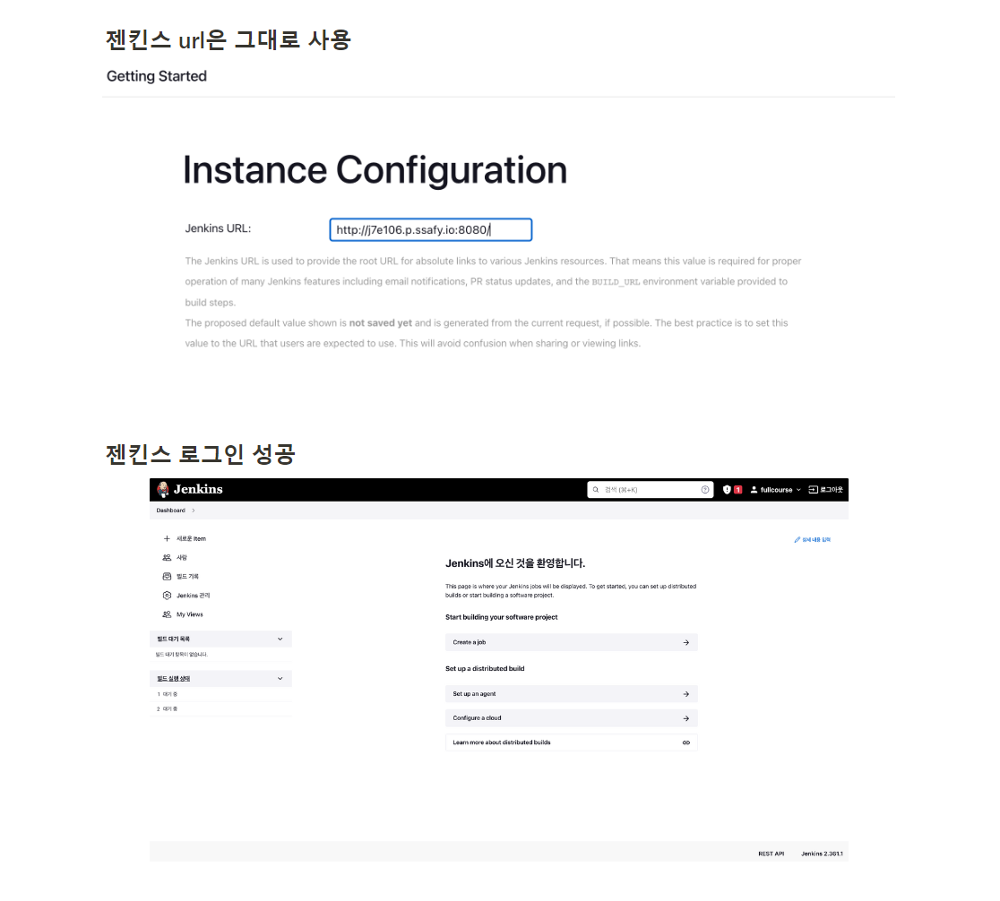 젠킨스 url은 그대로 사용
Getting Started
Instance Configuration
Jenkins URL: http://j7e106.p.ssafy.io:8080/
The Jenkins URL is used to provide the root URL for absolute links to various Jenkins resources. That means this value is required for proper
operation of many Jenkins features including email notifications, PR status updates, and the BUILD_URL environment variable provided to
build steps.
The proposed default value shown is not saved yet and is generated from the current request, if possible. The best practice is to set this
value to the URL that users are expected to use. This will avoid confusion when sharing or viewing links.
젠킨스 로그인 성공
Jenkins 검색 (⌘+K) 1 fullcourse 로그아웃
Dashboard
새로운 Item
사람
빌드 기록
Jenkins 관리
My Views
빌드 대기 목록
빌드 대기 항목이 없습니다.
빌드 실행 상태
1 대기 중
2 대기 중
상세 내용 입력
Jenkins에 오신 것을 환영합니다.
This page is where your Jenkins jobs will be displayed. To get started, you can set up distributed
builds or start building a software project.
Start building your software project
Create a job
Set up a distributed build
Set up an agent
Configure a cloud
Learn more about distributed builds
REST API Jenkins 2.361.1